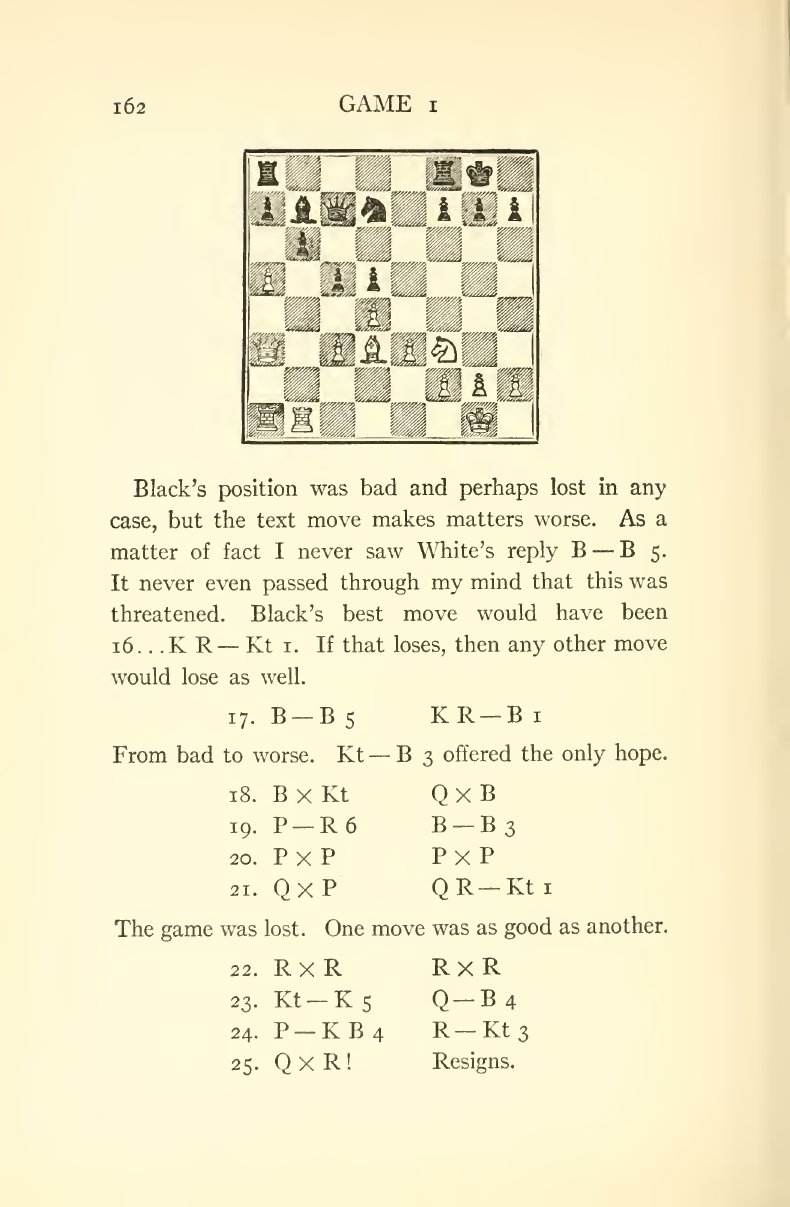 162 GAME 1
Black’s position was bad and perhaps lost in any
case, but the text move makes matters worse. As a
matter of fact I never saw White’s reply B — B 5.
It never even passed through my mind that this was
threatened. Black’s best move would have been
16...K R — Kt 1. If that loses, then any other move
would lose as well.
17. B — B 5 K R — B 1
From bad to worse. Kt — B 3 offered the only hope.
18. B × Kt Q × B
19. P — R 6 B — B 3
20. P × P P × P
21. Q × P Q R — Kt 1
The game was lost. One move was as good as another.
22. R × R R × R
23. Kt — K 5 Q — B 4
24. P — K B 4 R — Kt 3
25. Q × R! Resigns.